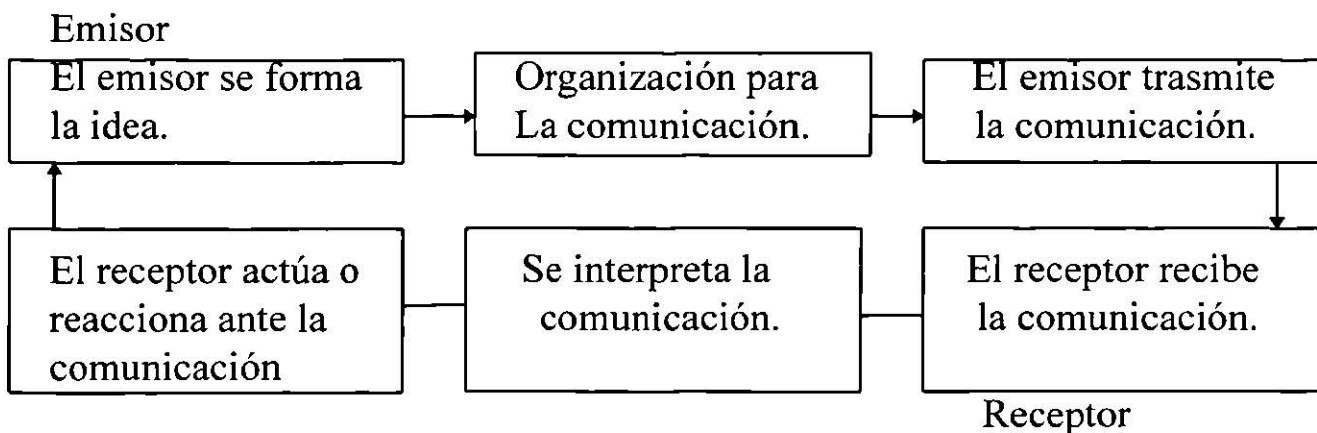 Emisor
El emisor se forma
la idea.
Organización para
La comunicación.
El emisor trasmite
la comunicación.
El receptor actúa o
reacciona ante la
comunicación
Se interpreta la
comunicación.
El receptor recibe
la comunicación.
Receptor